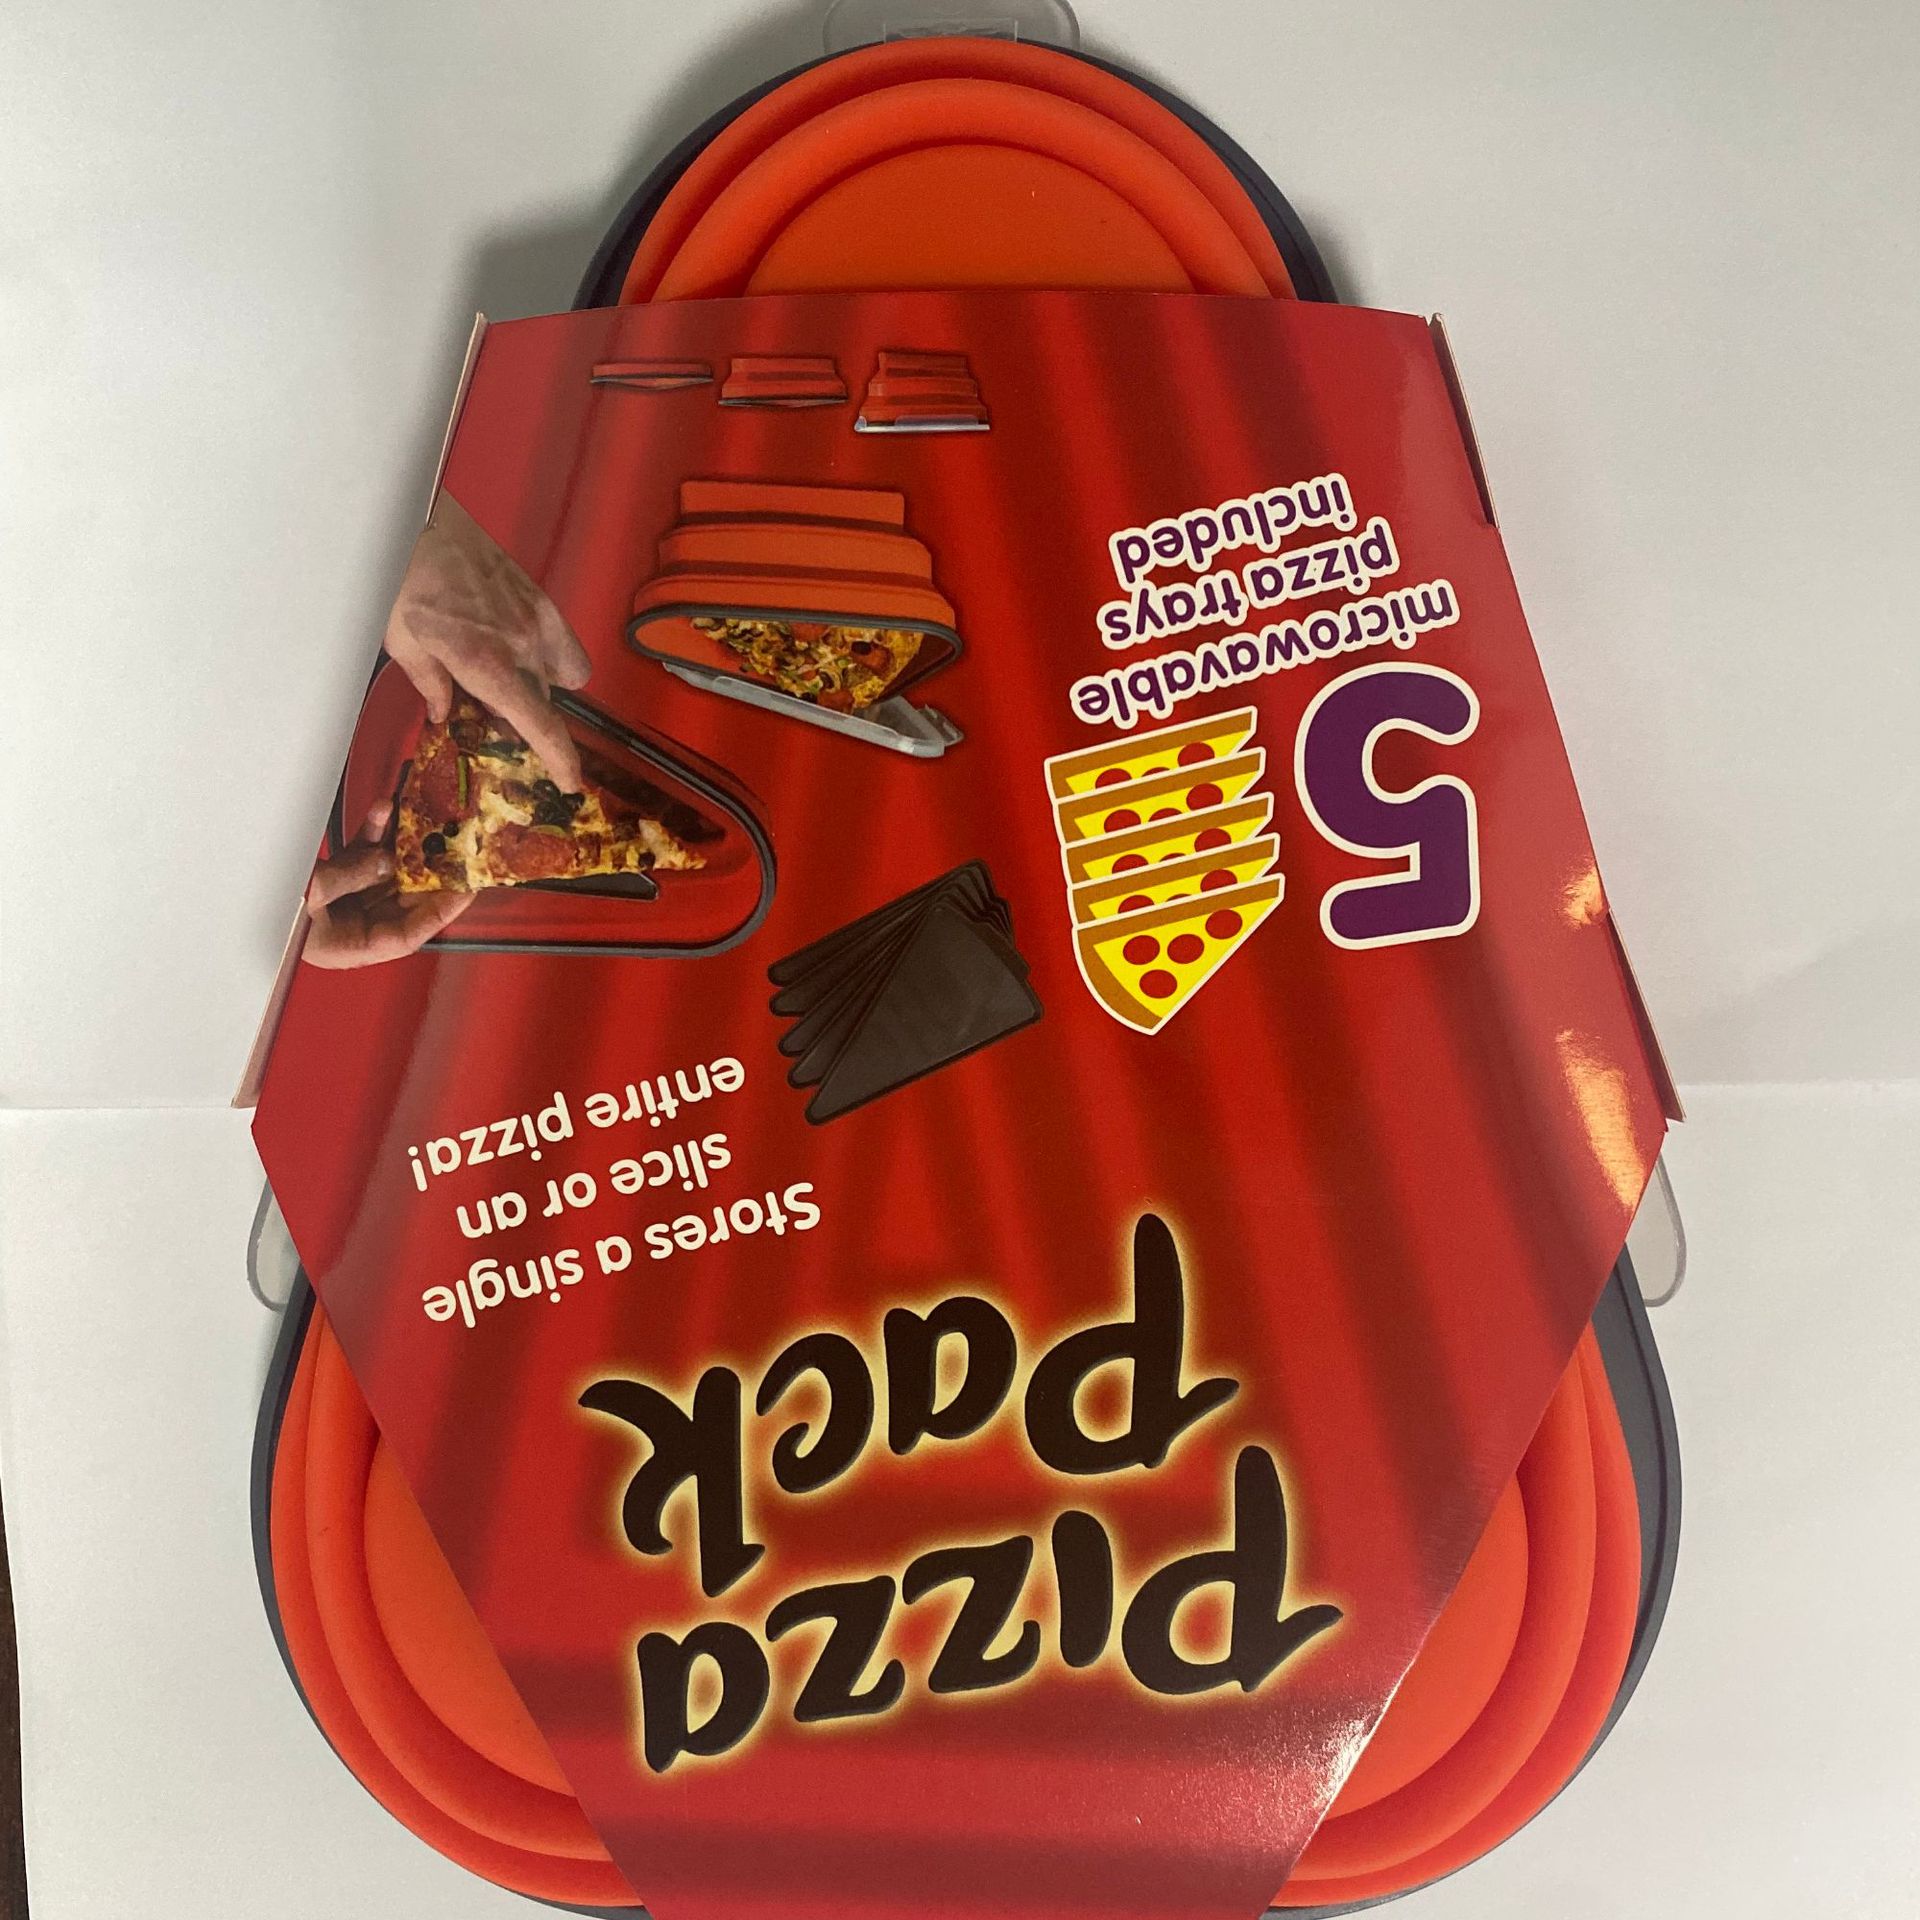 Pizza
Pack
Stores a single
slice or an
entire pizza!
5
microwavable
pizza trays
included